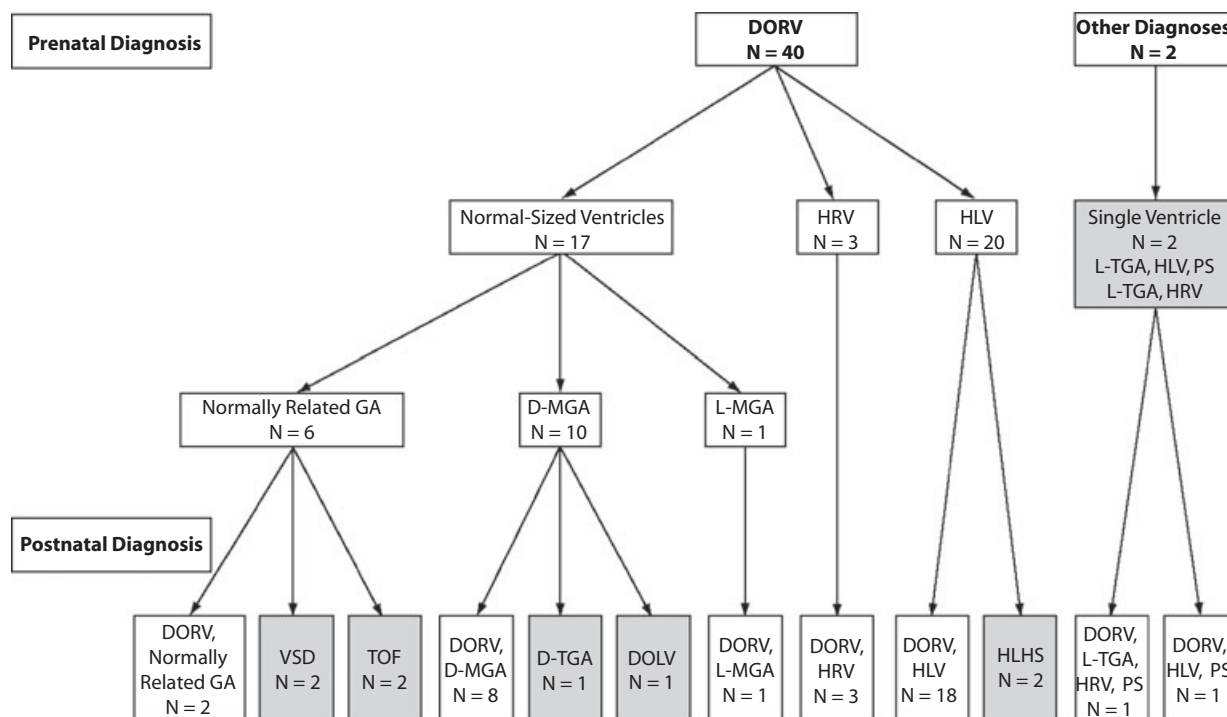 Prenatal Diagnosis
DORV
N = 40
Other Diagnoses
N = 2
Normal-Sized Ventricles
N = 17
HRV
N = 3
HLV
N = 20
Single Ventricle
N = 2
L-TGA, HLV, PS
L-TGA, HRV
Normally Related GA
N = 6
D-MGA
N = 10
L-MGA
N = 1
Postnatal Diagnosis
DORV,
Normally
Related GA
N = 2
VSD
N = 2
TOF
N = 2
DORV,
D-MGA
N = 8
D-TGA
N = 1
DOLV
N = 1
DORV,
L-MGA
N = 1
DORV,
HRV
N = 3
DORV,
HLV
N = 18
HLHS
N = 2
DORV,
L-TGA,
HRV, PS
N = 1
DORV,
HLV, PS
N = 1